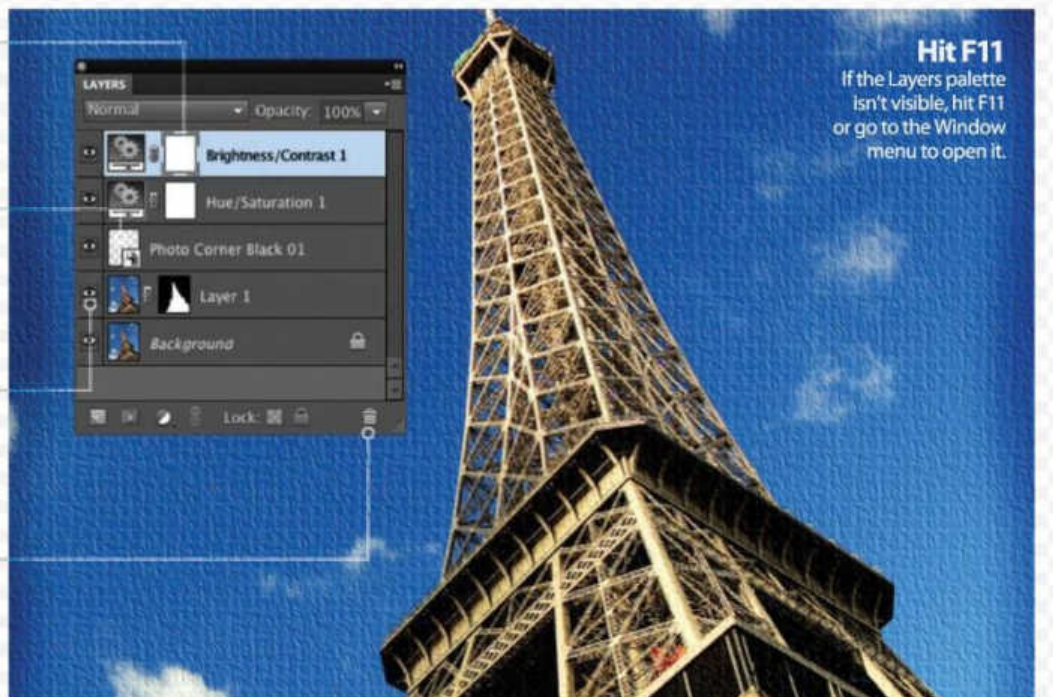 LAYERS
Normal Opacity: 100%
Brightness/Contrast 1
Hue/Saturation 1
Photo Corner Black 01
Layer 1
Background
Lock:
Hit F11
If the Layers palette
isn't visible, hit F11
or go to the Window
menu to open it.